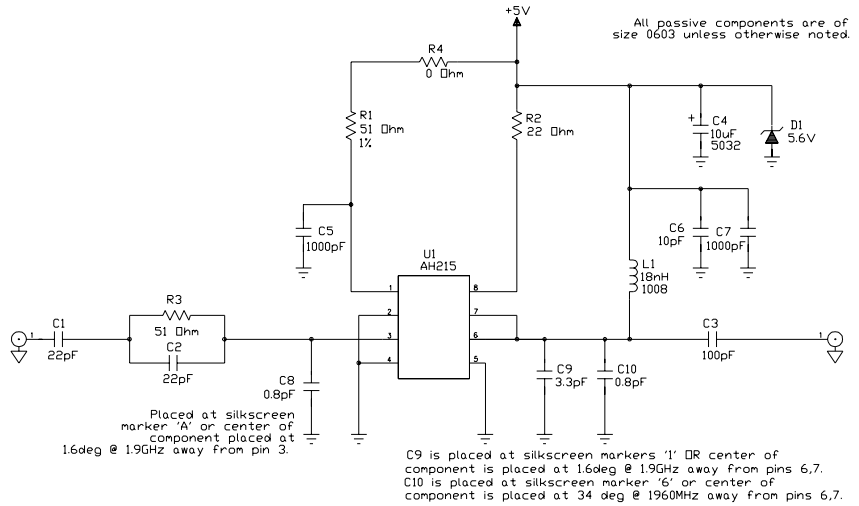 +5V
All passive components are of
size 0603 unless otherwise noted.
R4
0 Ohm
R1
51 Ohm
1%
R2
22 Ohm
+
C4
10uF
5032
D1
5.6V
C5
1000pF
C6
10pF
C7
1000pF
U1
AH215
L1
18nH
1008
1
8
2
7
3
6
4
5
R3
51 Ohm
1
C1
22pF
C2
22pF
C3
100pF
1
C8
0.8pF
C9
3.3pF
C10
0.8pF
Placed at silkscreen
marker 'A' or center of
component placed at
1.6deg @ 1.9GHz away from pin 3.
C9 is placed at silkscreen markers '1' OR center of
component is placed at 1.6deg @ 1.9GHz away from pins 6,7.
C10 is placed at silkscreen marker '6' or center of
component is placed at 34 deg @ 1960MHz away from pins 6,7.